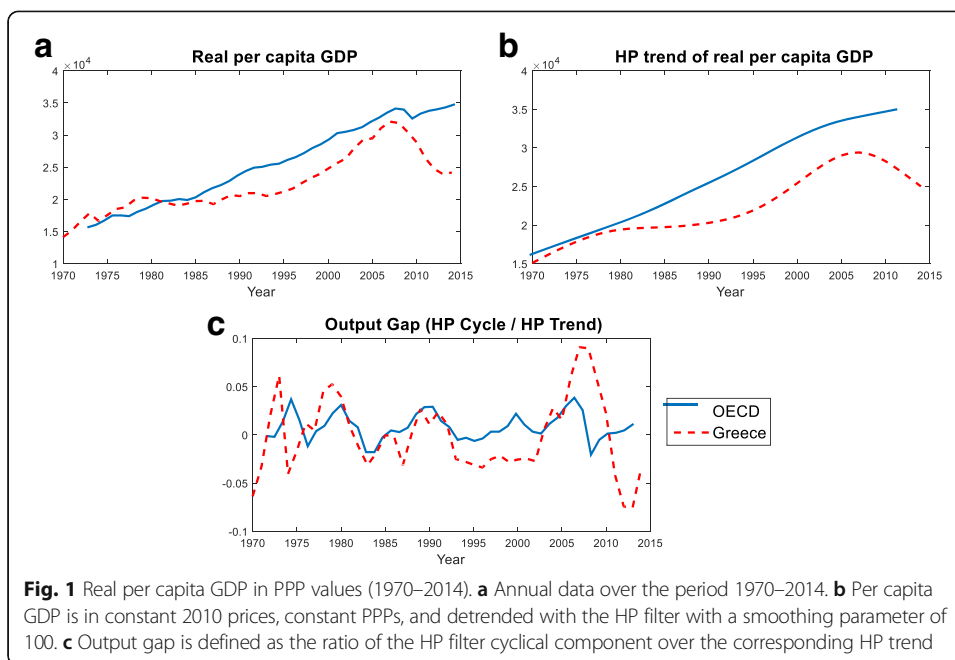 a
Real per capita GDP
4 × 10⁴
3.5
3
2.5
2
1.5
1
1970 1975 1980 1985 1990 1995 2000 2005 2010 2015
Year
b
HP trend of real per capita GDP
4 × 10⁴
3.5
3
2.5
2
1.5
1970 1975 1980 1985 1990 1995 2000 2005 2010 2015
Year
c
Output Gap (HP Cycle / HP Trend)
0.1
0.05
0
-0.05
-0.1
1970 1975 1980 1985 1990 1995 2000 2005 2010 2015
Year
OECD
Greece
Fig. 1 Real per capita GDP in PPP values (1970–2014). a Annual data over the period 1970–2014. b Per capita
GDP is in constant 2010 prices, constant PPPs, and detrended with the HP filter with a smoothing parameter of
100. c Output gap is defined as the ratio of the HP filter cyclical component over the corresponding HP trend